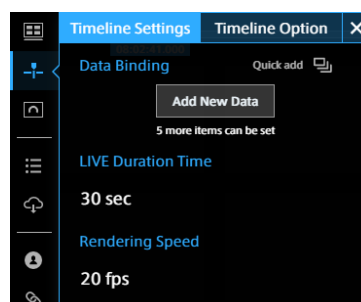 Timeline Settings Timeline Option
Data Binding Quick add
Add New Data
5 more items can be set
LIVE Duration Time
30 sec
Rendering Speed
20 fps